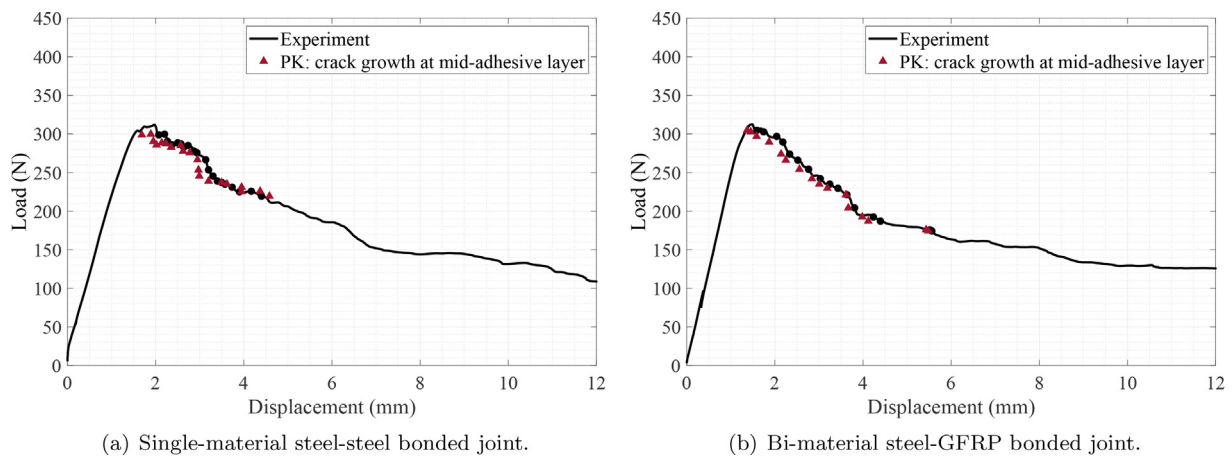 450
400
350
300
250
200
150
100
50
0
Load (N)
Experiment
PK: crack growth at mid-adhesive layer
0 2 4 6 8 10 12
Displacement (mm)
(a) Single-material steel-steel bonded joint.
450
400
350
300
250
200
150
100
50
0
Load (N)
Experiment
PK: crack growth at mid-adhesive layer
0 2 4 6 8 10 12
Displacement (mm)
(b) Bi-material steel-GFRP bonded joint.